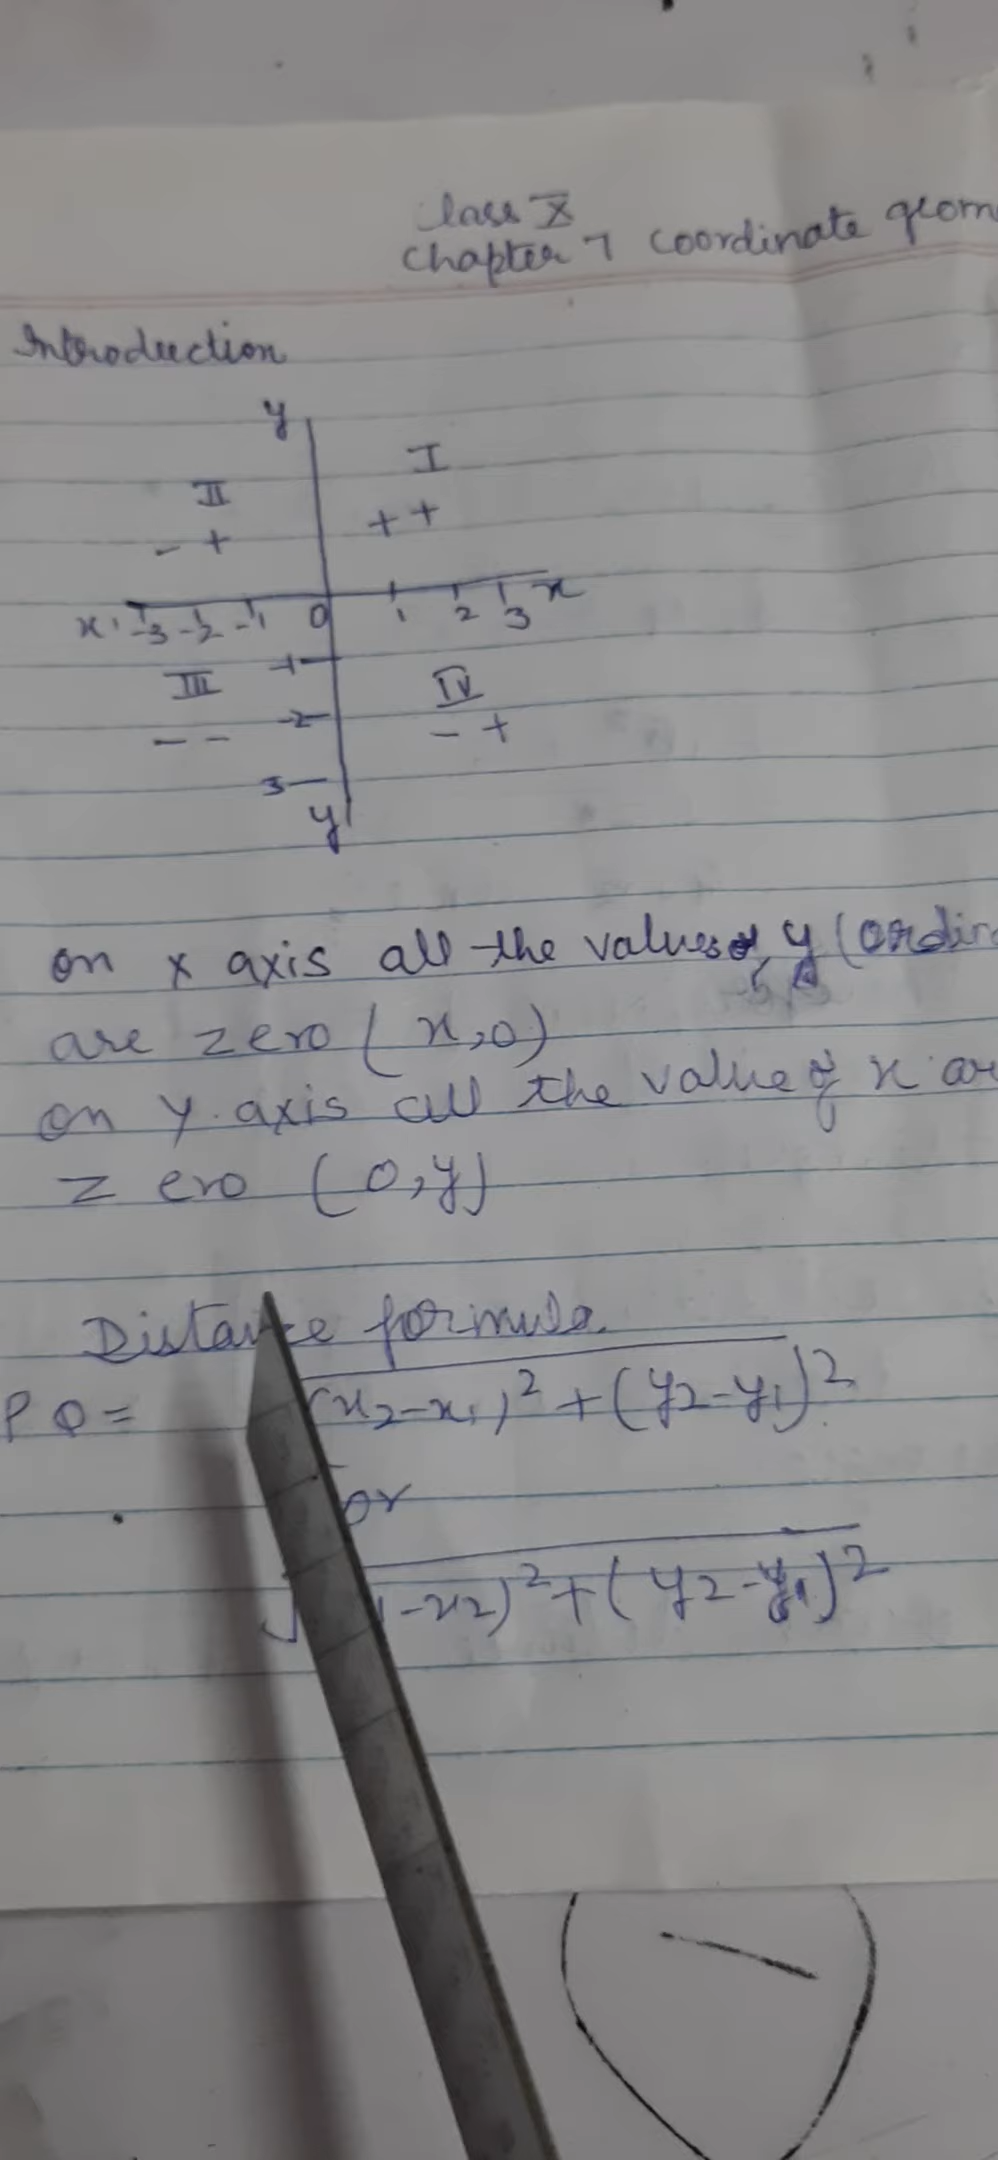 Class X
Chapter 7 coordinate geom
Introduction
y
I
II
+ +
- +
x' -3 -2 -1 0 1 2 3 x
-1
III
IV
-2
- -
- +
3
y'
on x axis all the values of y (ordin
are zero (x,0)
on y. axis all the value of x ar
zero (0,y)
Distance formula.
PQ = (x2-x1)² + (y2-y1)²
or
√ 1-x2)² + (y2-y1)²